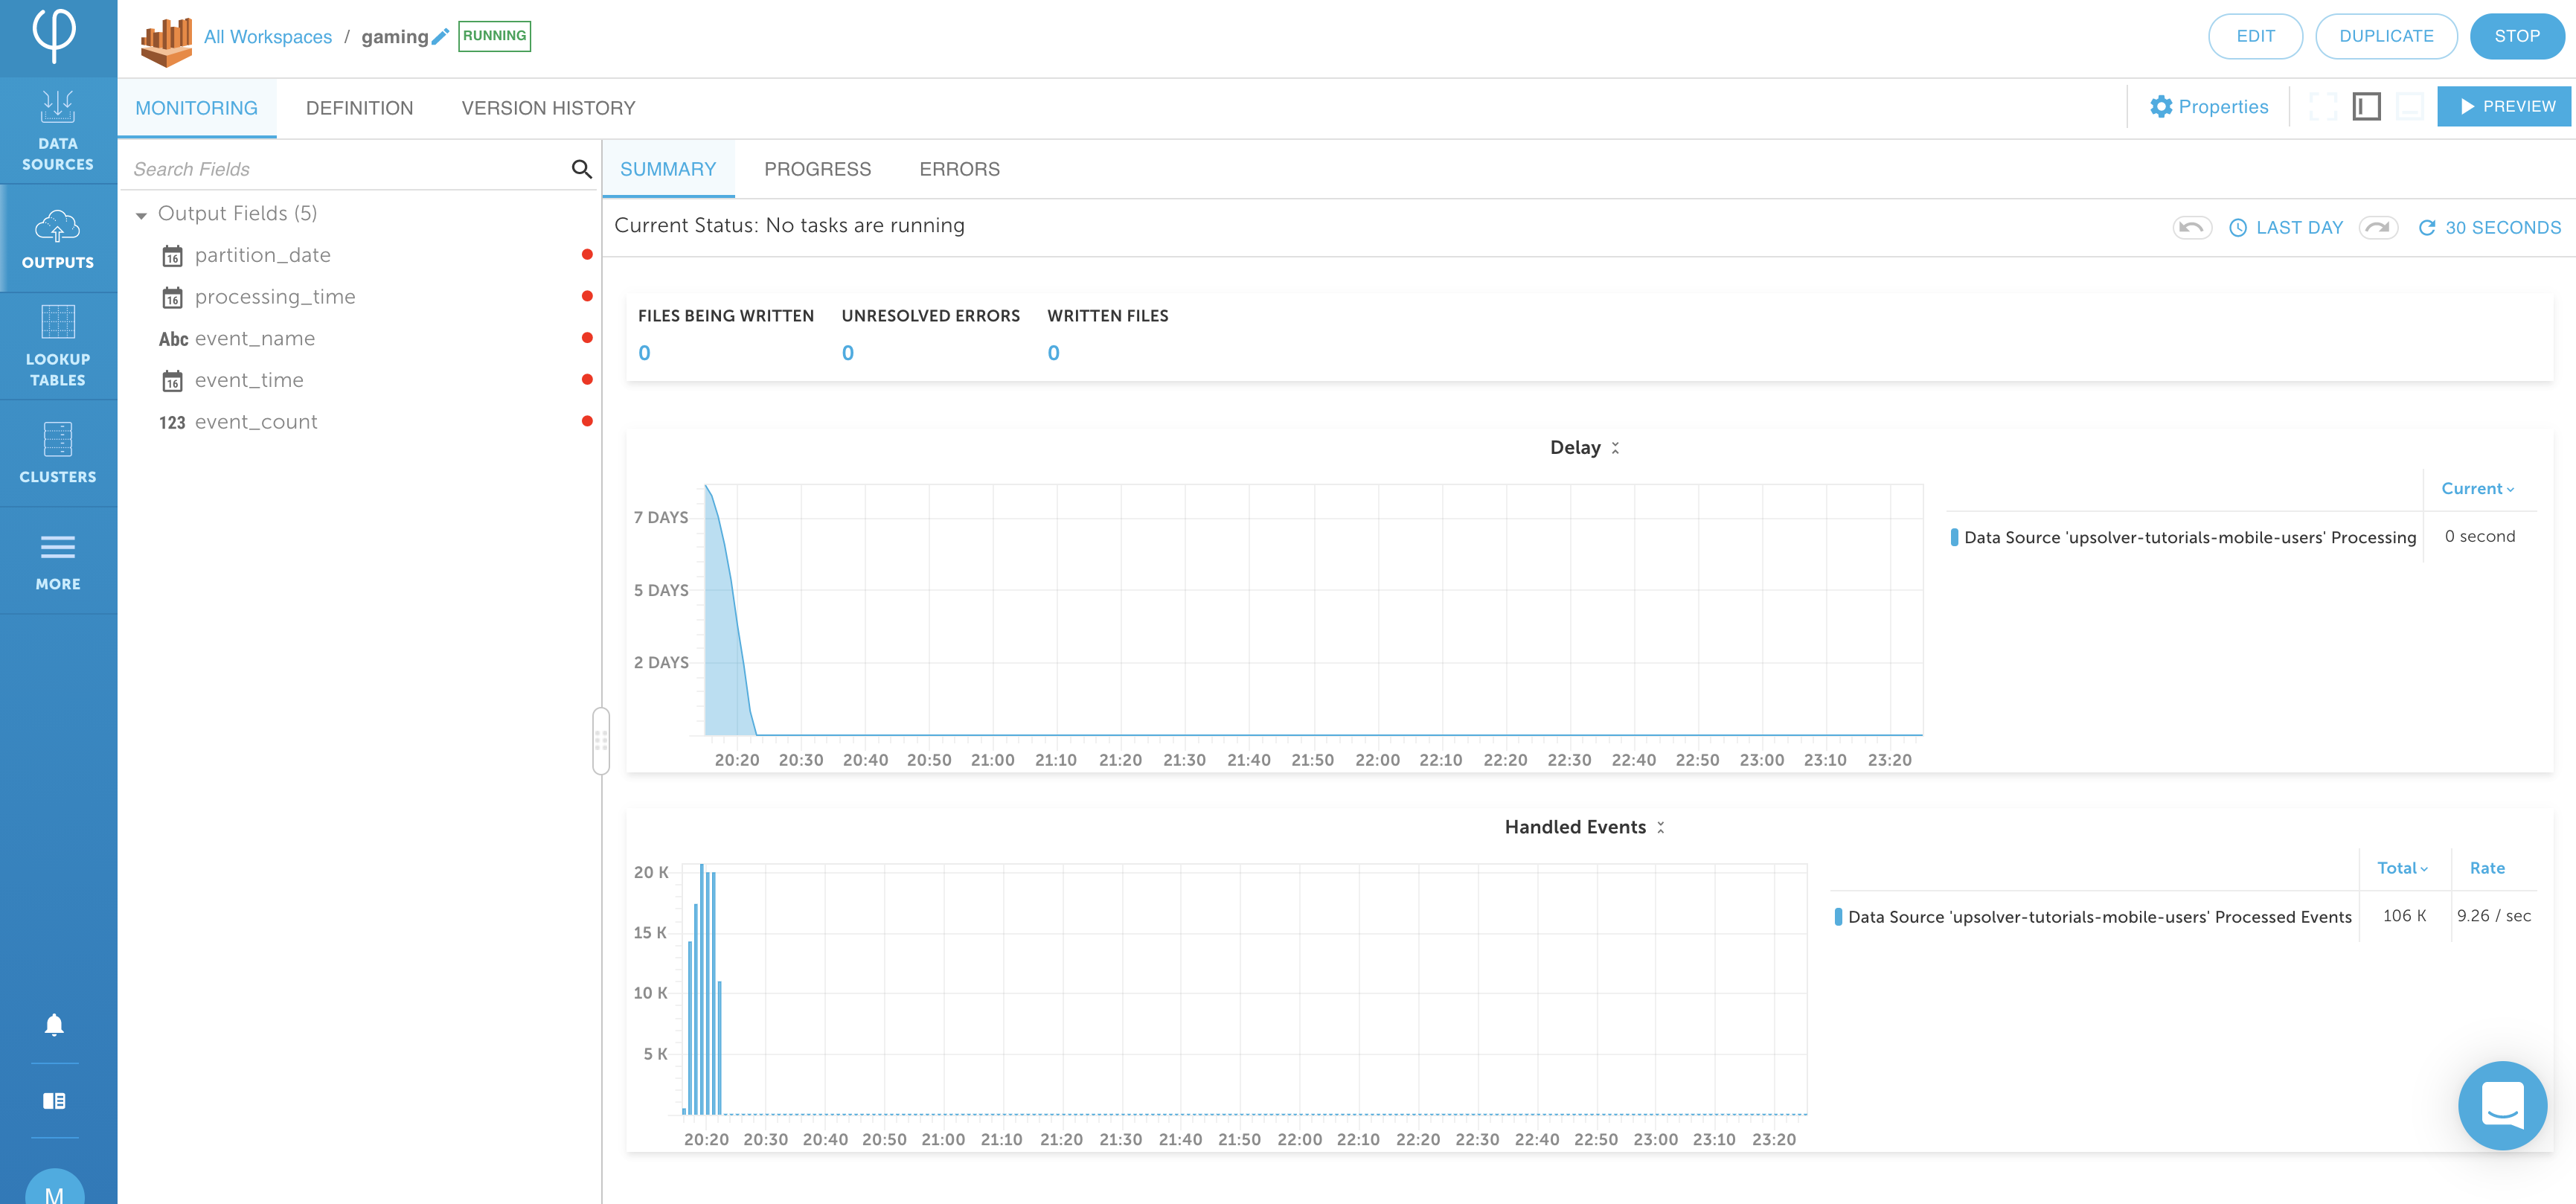 All Workspaces / gaming RUNNING
EDIT DUPLICATE STOP
DATA SOURCES
OUTPUTS
LOOKUP TABLES
CLUSTERS
MORE
M
MONITORING DEFINITION VERSION HISTORY
Properties PREVIEW
Search Fields
Output Fields (5)
16 partition_date
16 processing_time
Abc event_name
16 event_time
123 event_count
SUMMARY PROGRESS ERRORS
Current Status: No tasks are running
LAST DAY 30 SECONDS
FILES BEING WRITTEN UNRESOLVED ERRORS WRITTEN FILES
0 0 0
Delay
7 DAYS
5 DAYS
2 DAYS
20:20 20:30 20:40 20:50 21:00 21:10 21:20 21:30 21:40 21:50 22:00 22:10 22:20 22:30 22:40 22:50 23:00 23:10 23:20
Current
Data Source 'upsolver-tutorials-mobile-users' Processing 0 second
Handled Events
20 K
15 K
10 K
5 K
20:20 20:30 20:40 20:50 21:00 21:10 21:20 21:30 21:40 21:50 22:00 22:10 22:20 22:30 22:40 22:50 23:00 23:10 23:20
Total Rate
Data Source 'upsolver-tutorials-mobile-users' Processed Events 106 K 9.26 / sec